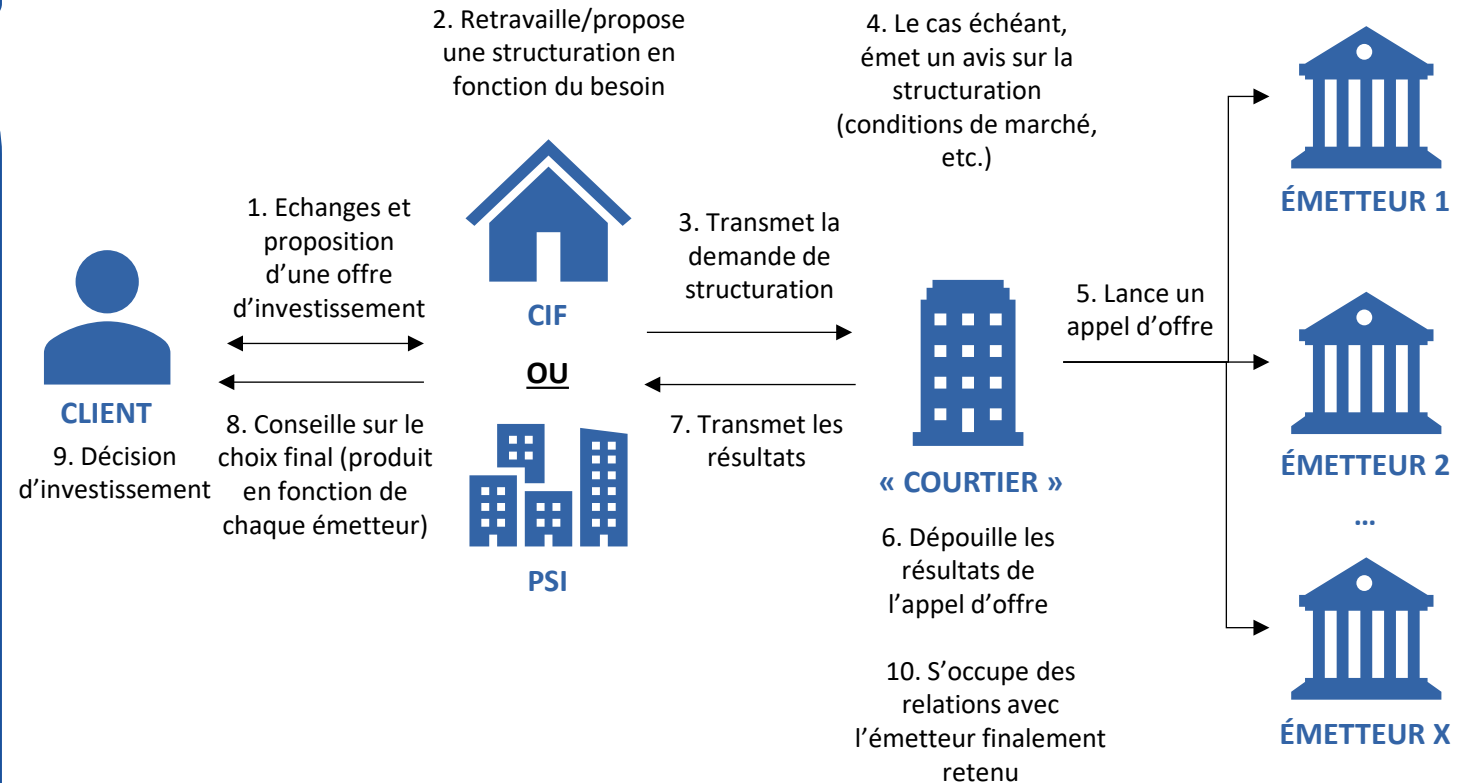 2. Retravaille/propose
une structuration en
fonction du besoin
4. Le cas échéant,
émet un avis sur la
structuration
(conditions de marché,
etc.)
ÉMETTEUR 1
1. Echanges et
proposition
d’une offre
d’investissement
CIF
OU
PSI
3. Transmet la
demande de
structuration
5. Lance un
appel d’offre
ÉMETTEUR 2
...
CLIENT
9. Décision
d’investissement
8. Conseille sur le
choix final (produit
en fonction de
chaque émetteur)
7. Transmet les
résultats
« COURTIER »
6. Dépouille les
résultats de
l’appel d’offre
10. S’occupe des
relations avec
l’émetteur finalement
retenu
ÉMETTEUR X